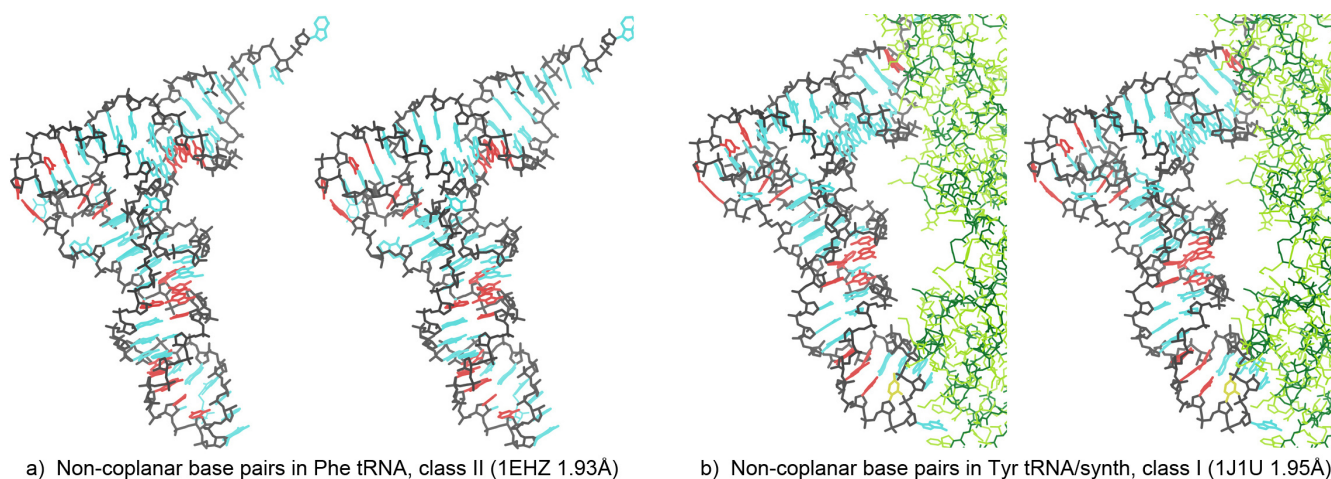 a) Non-coplanar base pairs in Phe tRNA, class II (1EHZ 1.93Å)
b) Non-coplanar base pairs in Tyr tRNA/synth, class I (1J1U 1.95Å)